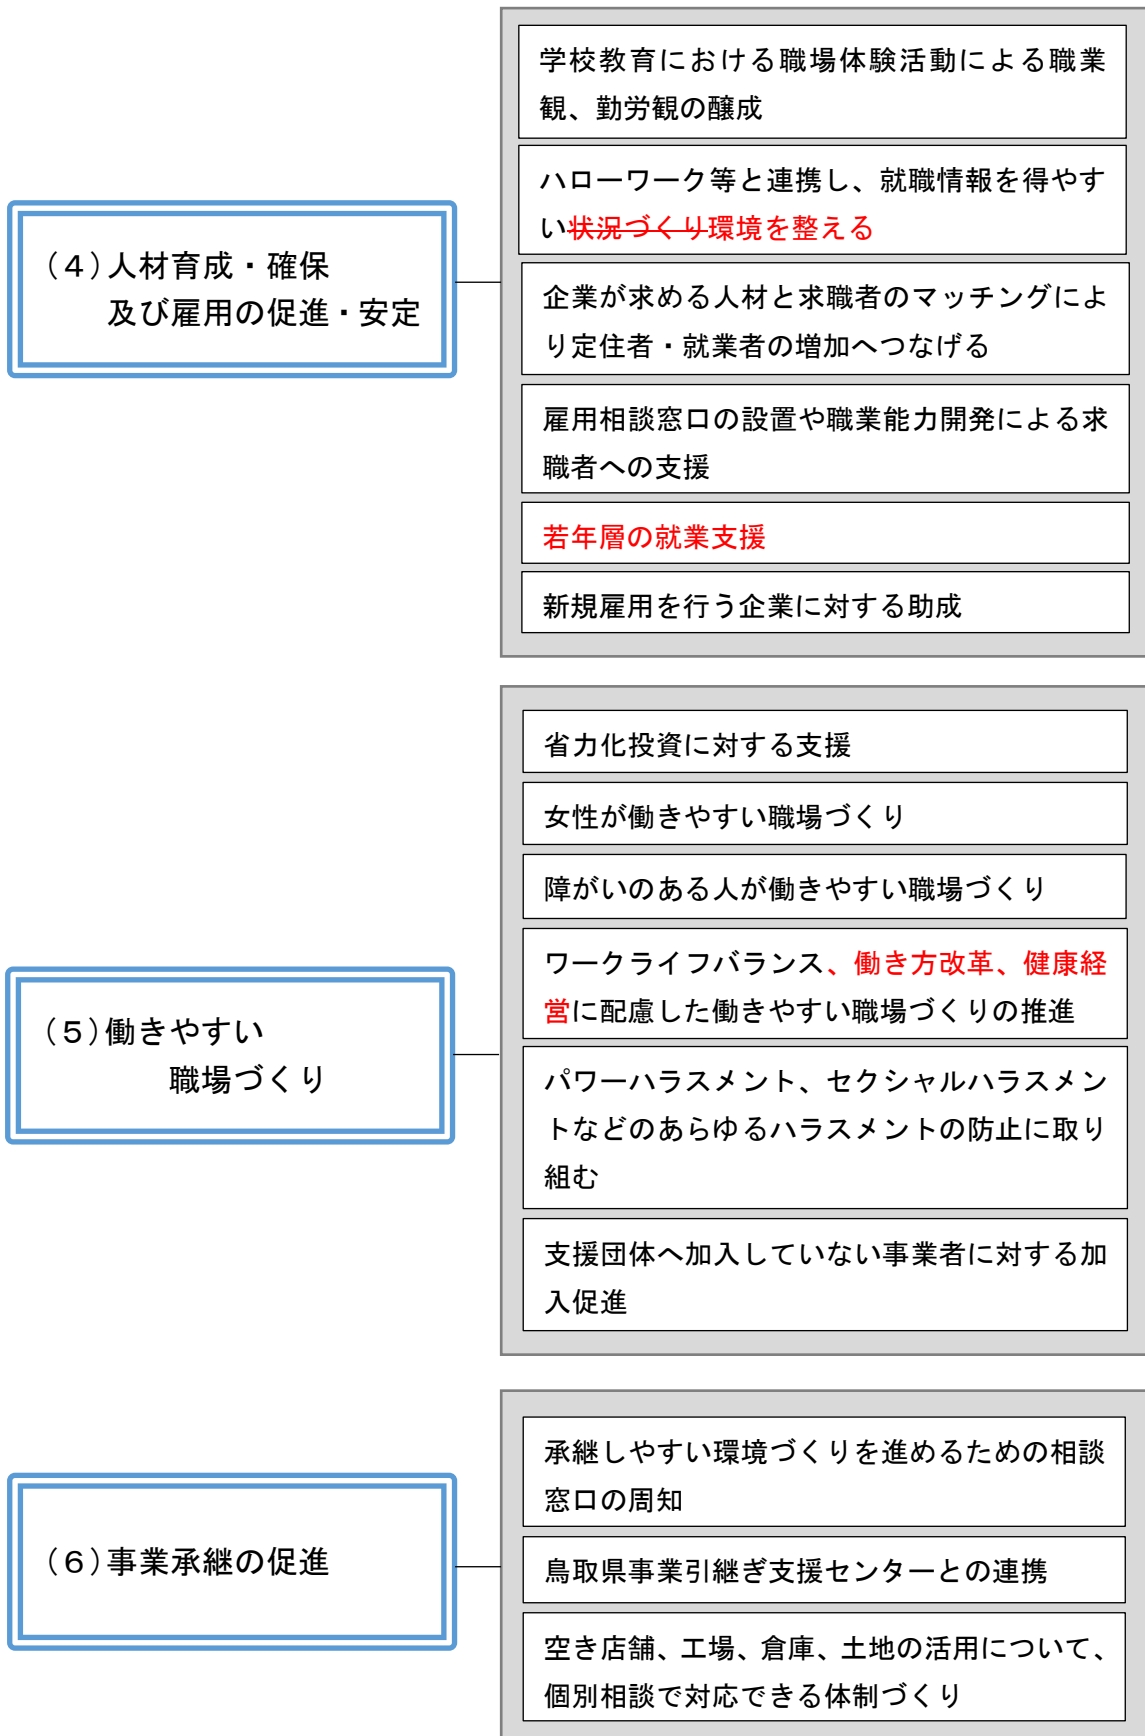 (4)人材育成・確保
及び雇用の促進・安定
学校教育における職場体験活動による職業
観、勤労観の醸成
ハローワーク等と連携し、就職情報を得やす
い状況づくり環境を整える
企業が求める人材と求職者のマッチングによ
り定住者・就業者の増加へつなげる
雇用相談窓口の設置や職業能力開発による求
職者への支援
若年層の就業支援
新規雇用を行う企業に対する助成
(5)働きやすい
職場づくり
省力化投資に対する支援
女性が働きやすい職場づくり
障がいのある人が働きやすい職場づくり
ワークライフバランス、働き方改革、健康経
営に配慮した働きやすい職場づくりの推進
パワーハラスメント、セクシャルハラスメン
トなどのあらゆるハラスメントの防止に取り
組む
支援団体へ加入していない事業者に対する加
入促進
(6)事業承継の促進
承継しやすい環境づくりを進めるための相談
窓口の周知
鳥取県事業引継ぎ支援センターとの連携
空き店舗、工場、倉庫、土地の活用について、
個別相談で対応できる体制づくり